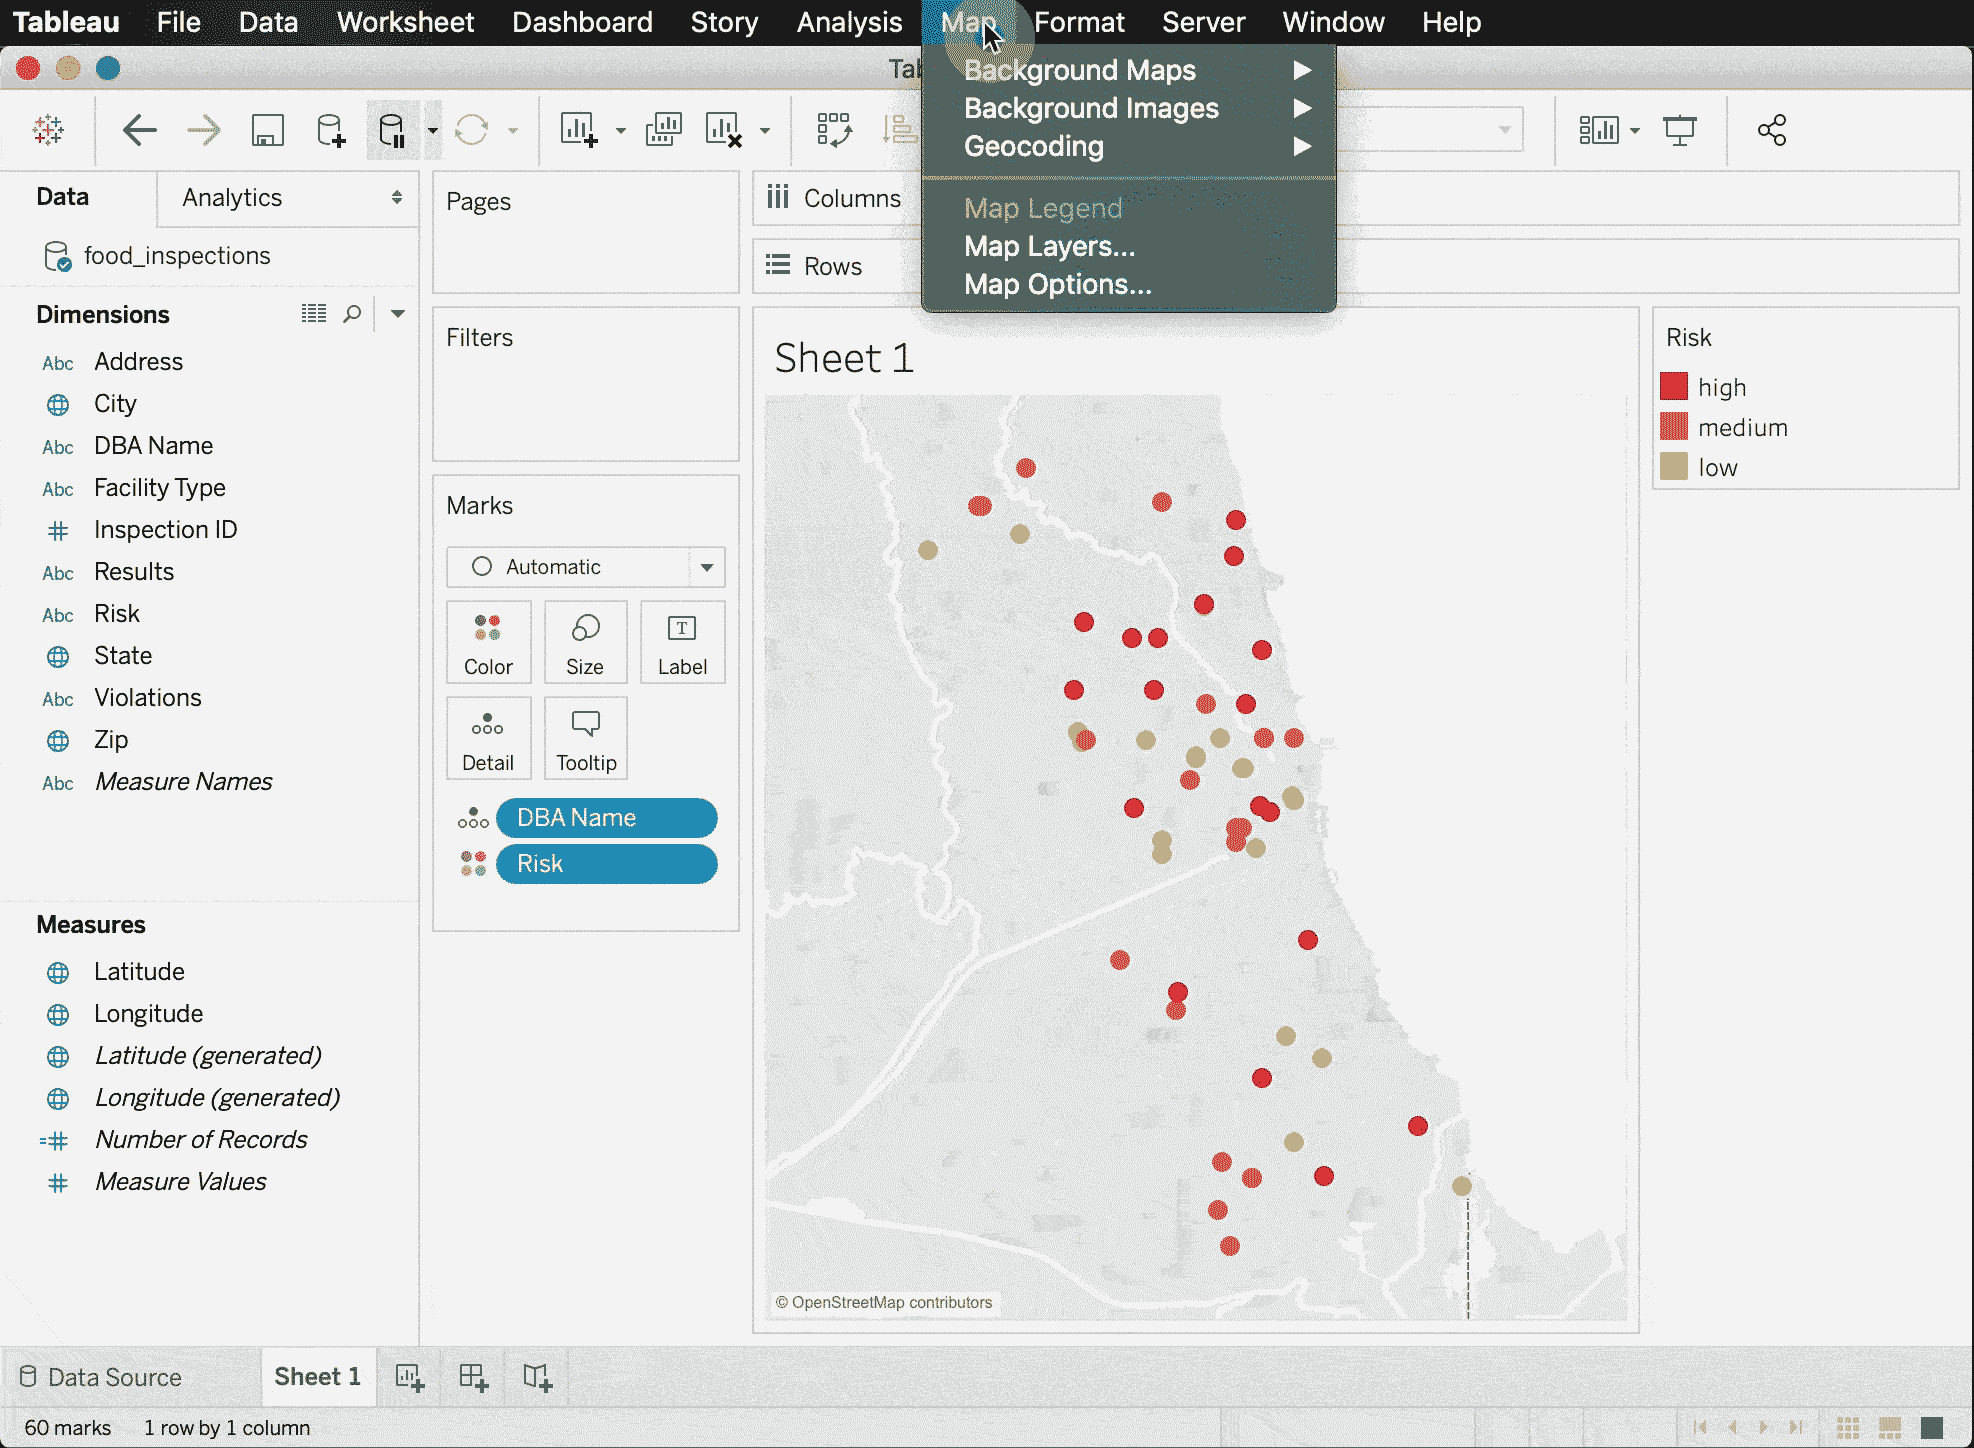 Tableau File Data Worksheet Dashboard Story Analysis Map Format Server Window Help
Background Maps
Background Images
Geocoding
Map Legend
Map Layers...
Map Options...
Data Analytics
food_inspections
Dimensions
Abc Address
City
Abc DBA Name
Abc Facility Type
Inspection ID
Abc Results
Abc Risk
State
Abc Violations
Zip
Abc Measure Names
Measures
Latitude
Longitude
Latitude (generated)
Longitude (generated)
Number of Records
Measure Values
Pages
Filters
Marks
Automatic
Color Size Label
Detail Tooltip
DBA Name
Risk
Columns
Rows
Sheet 1
© OpenStreetMap contributors
Risk
high
medium
low
Data Source Sheet 1
60 marks 1 row by 1 column